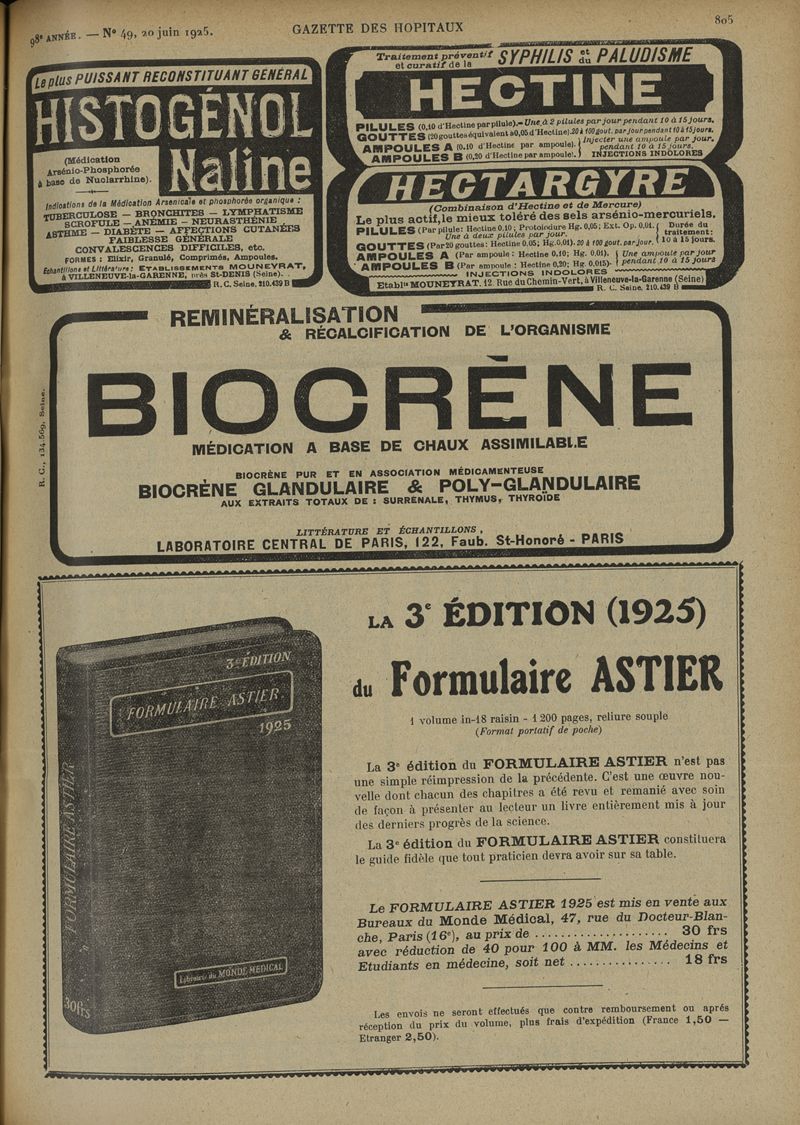 98e ANNÉE. — N° 49, 20 juin 1925.
GAZETTE DES HOPITAUX
805
Le plus PUISSANT RECONSTITUANT GÉNÉRAL
HISTOGÉNOL
Naline
(Médication
Arsénio-Phosphorée
à base de Nuclarrhine).
Indications de la Médication Arsenicale et phosphorée organique :
TUBERCULOSE — BRONCHITES — LYMPHATISME
SCROFULE — ANÉMIE — NEURASTHÉNIE
ASTHME — DIABÈTE — AFFECTIONS CUTANÉES
FAIBLESSE GÉNÉRALE
CONVALESCENCES DIFFICILES, etc.
FORMES : Elixir, Granulé, Comprimés, Ampoules.
Échantillons et Littérature : ETABLISSEMENTS MOUNEYRAT,
à VILLENEUVE-la-GARENNE, près St-DENIS (Seine).
R. C. Seine, 210.439 B
Traitement préventif et curatif de la SYPHILIS et du PALUDISME
HECTINE
PILULES (0,10 d'Hectine par pilule).— Une à 2 pilules par jour pendant 10 à 15 jours.
GOUTTES (20 gouttes équivalent à 0,05 d'Hectine). 20 à 100 gout. par jour pendant 10 à 15 jours.
AMPOULES A (0,10 d'Hectine par ampoule). Injecter une ampoule par jour.
AMPOULES B (0,20 d'Hectine par ampoule). pendant 10 à 15 jours.
INJECTIONS INDOLORES
HECTARGYRE
(Combinaison d'Hectine et de Mercure)
Le plus actif, le mieux toléré des sels arsénio-mercuriels.
PILULES (Par pilule : Hectine 0,10 ; Protoiodure Hg. 0,05 ; Ext. Op. 0,01.
Une à deux pilules par jour.
GOUTTES (Par 20 gouttes : Hectine 0,05 ; Hg. 0,01). 20 à 100 gout. par jour.
Durée du traitement : 10 à 15 jours.
AMPOULES A (Par ampoule : Hectine 0,10 ; Hg. 0,01). Une ampoule par jour
AMPOULES B (Par ampoule : Hectine 0,20 ; Hg. 0,015). pendant 10 à 15 jours
INJECTIONS INDOLORES
Etablts MOUNEYRAT, 12, Rue du Chemin-Vert, à Villeneuve-la-Garenne (Seine)
R. C. Seine, 210.439 B
REMINÉRALISATION
& RÉCALCIFICATION DE L'ORGANISME
BIOCRÈNE
MÉDICATION A BASE DE CHAUX ASSIMILABLE
BIOCRÈNE PUR ET EN ASSOCIATION MÉDICAMENTEUSE
BIOCRÈNE GLANDULAIRE & POLY-GLANDULAIRE
AUX EXTRAITS TOTAUX DE : SURRÉNALE, THYMUS, THYROÏDE
LITTÉRATURE ET ÉCHANTILLONS,
LABORATOIRE CENTRAL DE PARIS, 122, Faub. St-Honoré - PARIS
R. C., 134.569, Seine.
3e ÉDITION
FORMULAIRE ASTIER
1925
FORMULAIRE ASTIER
30frs
Librairie du MONDE MEDICAL
LA 3e ÉDITION (1925)
du Formulaire ASTIER
1 volume in-18 raisin - 1 200 pages, reliure souple
(Format portatif de poche)
La 3e édition du FORMULAIRE ASTIER n'est pas
une simple réimpression de la précédente. C'est une œuvre nou-
velle dont chacun des chapitres a été revu et remanié avec soin
de façon à présenter au lecteur un livre entièrement mis à jour
des derniers progrès de la science.
La 3e édition du FORMULAIRE ASTIER constituera
le guide fidèle que tout praticien devra avoir sur sa table.
Le FORMULAIRE ASTIER 1925 est mis en vente aux
Bureaux du Monde Médical, 47, rue du Docteur-Blan-
che, Paris (16e), au prix de .................... 30 frs
avec réduction de 40 pour 100 à MM. les Médecins et
Etudiants en médecine, soit net ............... 18 frs
Les envois ne seront effectués que contre remboursement ou après
réception du prix du volume, plus frais d'expédition (France 1,50 —
Etranger 2,50).